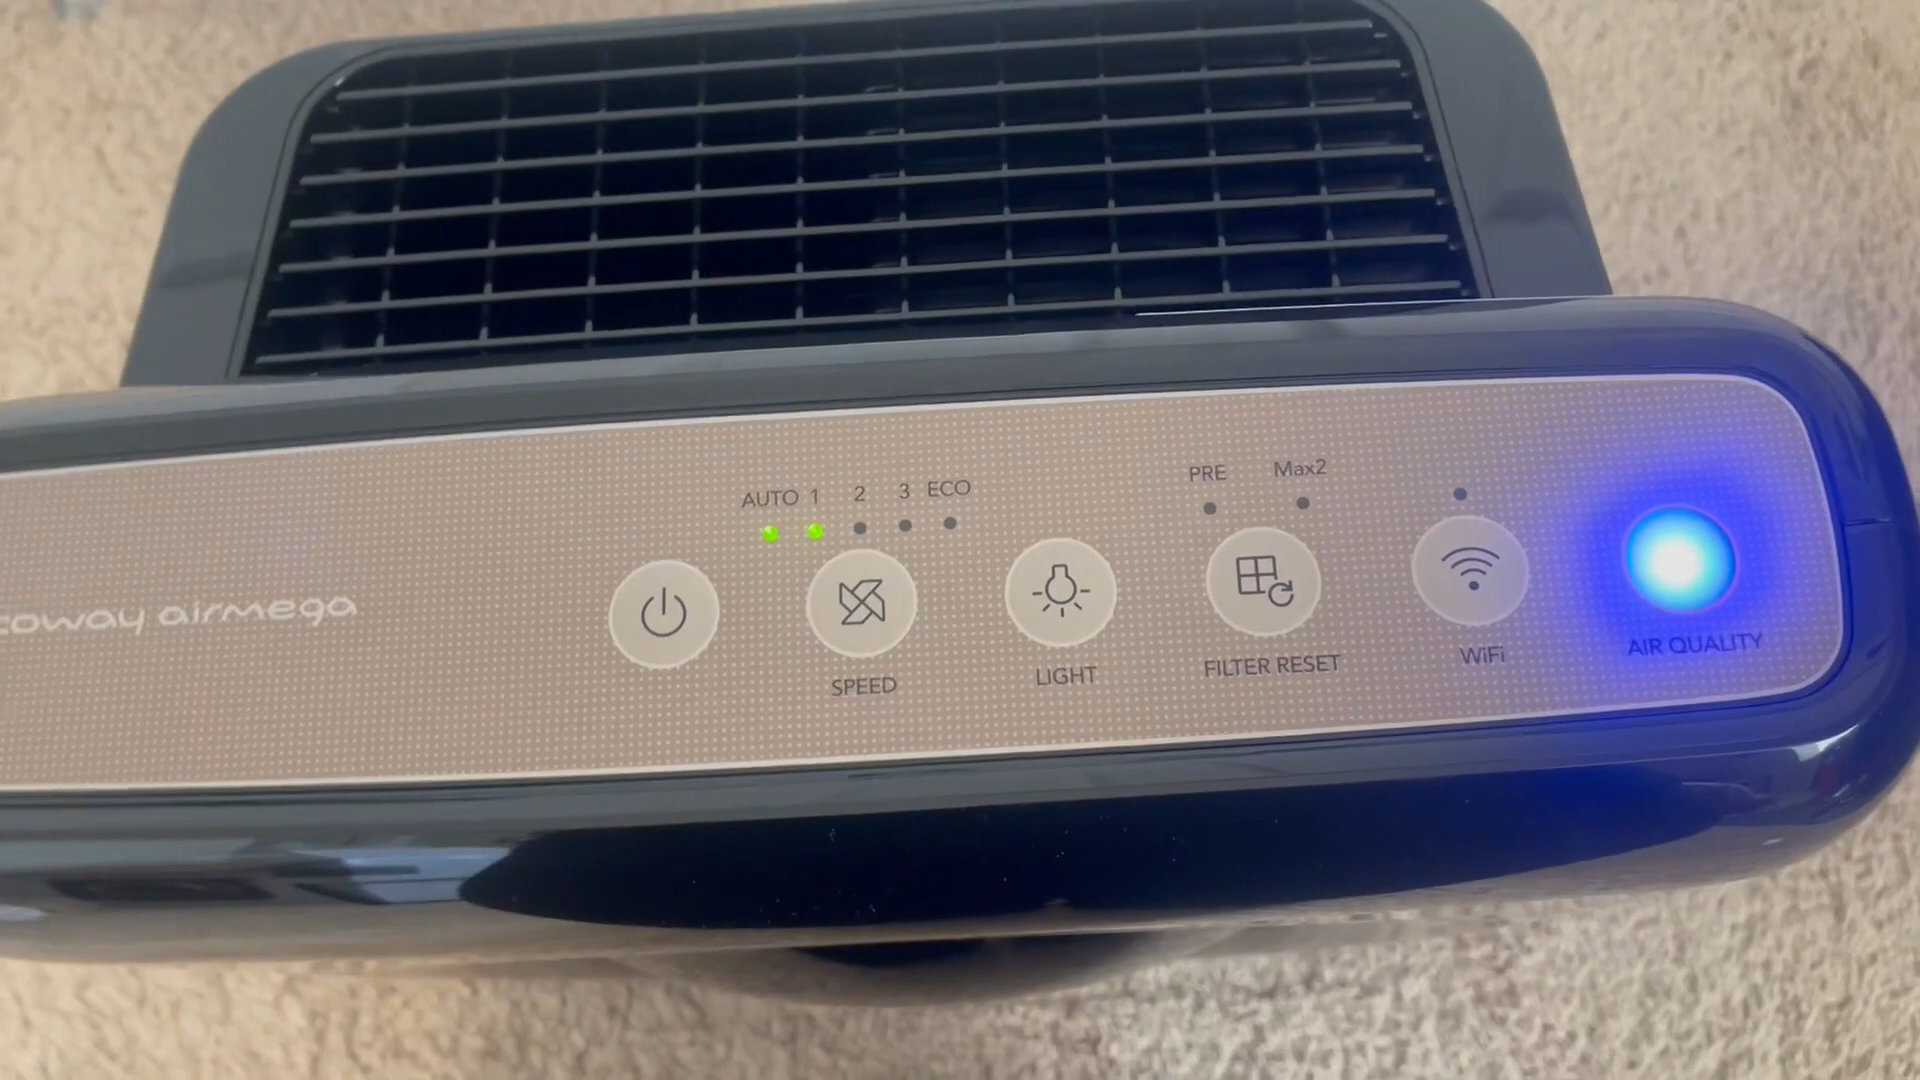 coway airmega
AUTO 1 2 3 ECO
SPEED
LIGHT
PRE Max2
FILTER RESET
WiFi
AIR QUALITY